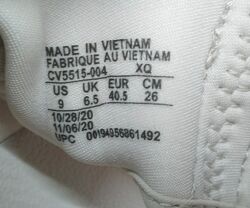 MADE IN VIETNAM
FABRIQUE AU VIETNAM
CV5515-004 XQ
US UK EUR CM
9 6.5 40.5 26
10/28/20
11/06/20
UPC 00194956861492